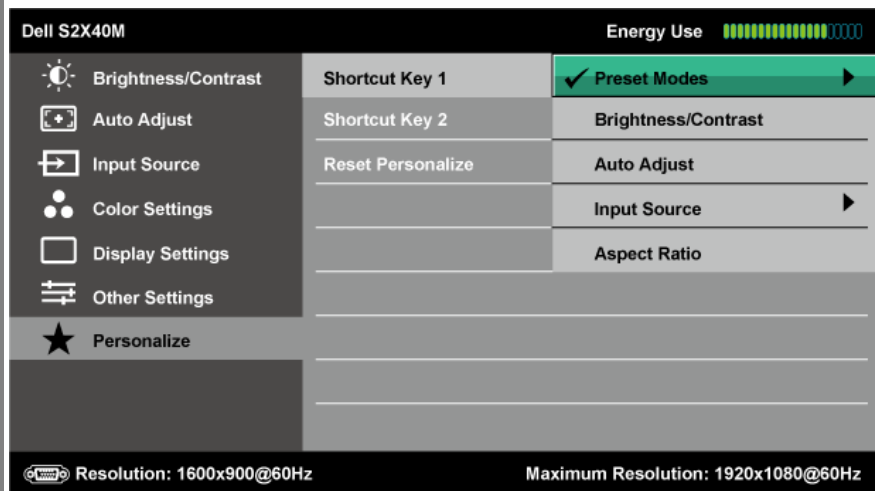 Dell S2X40M Energy Use
Brightness/Contrast
Auto Adjust
Input Source
Color Settings
Display Settings
Other Settings
Personalize
Shortcut Key 1
Shortcut Key 2
Reset Personalize
Preset Modes
Brightness/Contrast
Auto Adjust
Input Source
Aspect Ratio
Resolution: 1600x900@60Hz Maximum Resolution: 1920x1080@60Hz